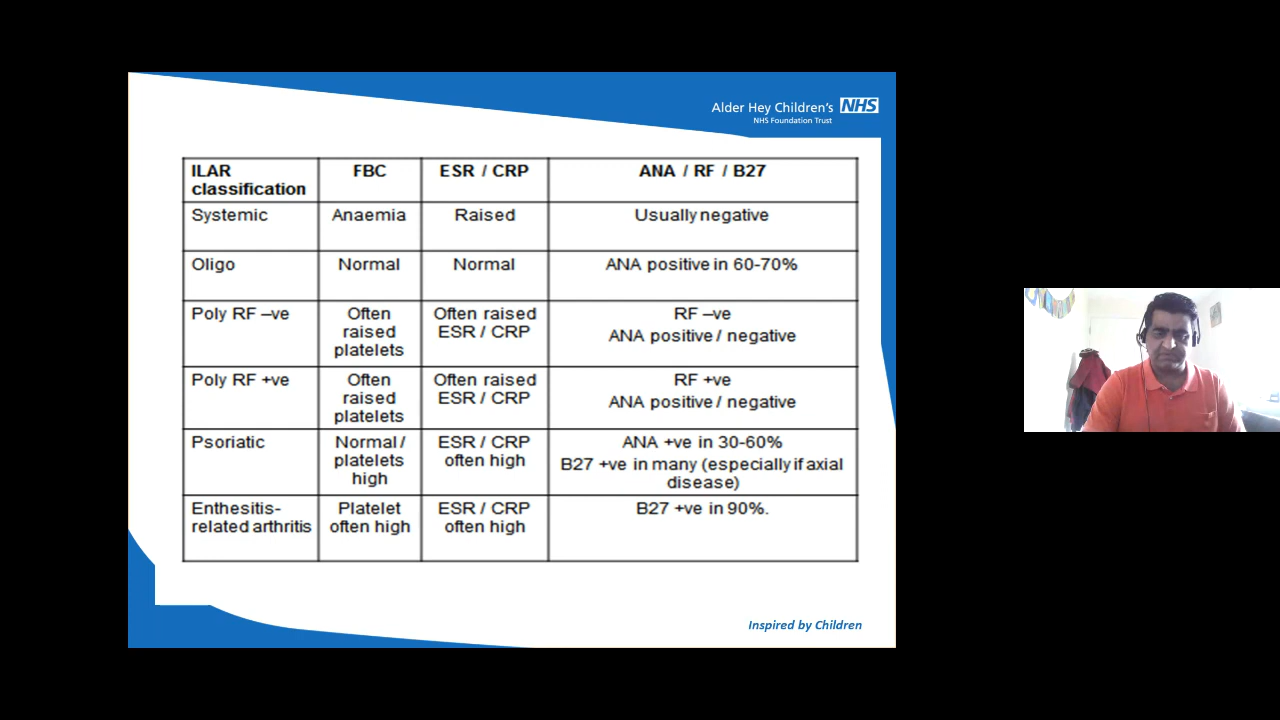 Alder Hey Children's NHS
NHS Foundation Trust
ILAR classification FBC ESR / CRP ANA / RF / B27
Systemic Anaemia Raised Usually negative
Oligo Normal Normal ANA positive in 60-70%
Poly RF –ve
Often raised platelets
Often raised ESR / CRP
RF –ve
ANA positive / negative
Poly RF +ve
Often raised platelets
Often raised ESR / CRP
RF +ve
ANA positive / negative
Psoriatic
Normal / platelets high
ESR / CRP often high
ANA +ve in 30-60%
B27 +ve in many (especially if axial disease)
Enthesitis-related arthritis
Platelet often high
ESR / CRP often high
B27 +ve in 90%.
Inspired by Children